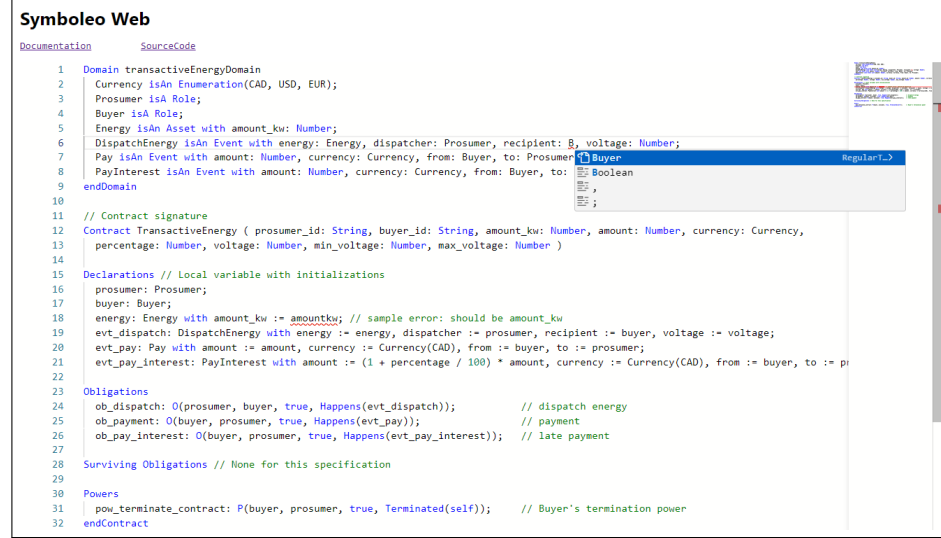 Symboleo Web
Documentation SourceCode
1 Domain transactiveEnergyDomain
2 Currency isAn Enumeration(CAD, USD, EUR);
3 Prosumer isA Role;
4 Buyer isA Role;
5 Energy isAn Asset with amount_kw: Number;
6 DispatchEnergy isAn Event with energy: Energy, dispatcher: Prosumer, recipient: B, voltage: Number;
7 Pay isAn Event with amount: Number, currency: Currency, from: Buyer, to: Prosumer
Buyer RegularT…>
8 PayInterest isAn Event with amount: Number, currency: Currency, from: Buyer, to:
Boolean
,
;
9 endDomain
10
11 // Contract signature
12 Contract TransactiveEnergy ( prosumer_id: String, buyer_id: String, amount_kw: Number, amount: Number, currency: Currency,
13 percentage: Number, voltage: Number, min_voltage: Number, max_voltage: Number )
14
15 Declarations // Local variable with initializations
16 prosumer: Prosumer;
17 buyer: Buyer;
18 energy: Energy with amount_kw := amountkw; // sample error: should be amount_kw
19 evt_dispatch: DispatchEnergy with energy := energy, dispatcher := prosumer, recipient := buyer, voltage := voltage;
20 evt_pay: Pay with amount := amount, currency := Currency(CAD), from := buyer, to := prosumer;
21 evt_pay_interest: PayInterest with amount := (1 + percentage / 100) * amount, currency := Currency(CAD), from := buyer, to := pr
22
23 Obligations
24 ob_dispatch: O(prosumer, buyer, true, Happens(evt_dispatch)); // dispatch energy
25 ob_payment: O(buyer, prosumer, true, Happens(evt_pay)); // payment
26 ob_pay_interest: O(buyer, prosumer, true, Happens(evt_pay_interest)); // late payment
27
28 Surviving Obligations // None for this specification
29
30 Powers
31 pow_terminate_contract: P(buyer, prosumer, true, Terminated(self)); // Buyer's termination power
32 endContract